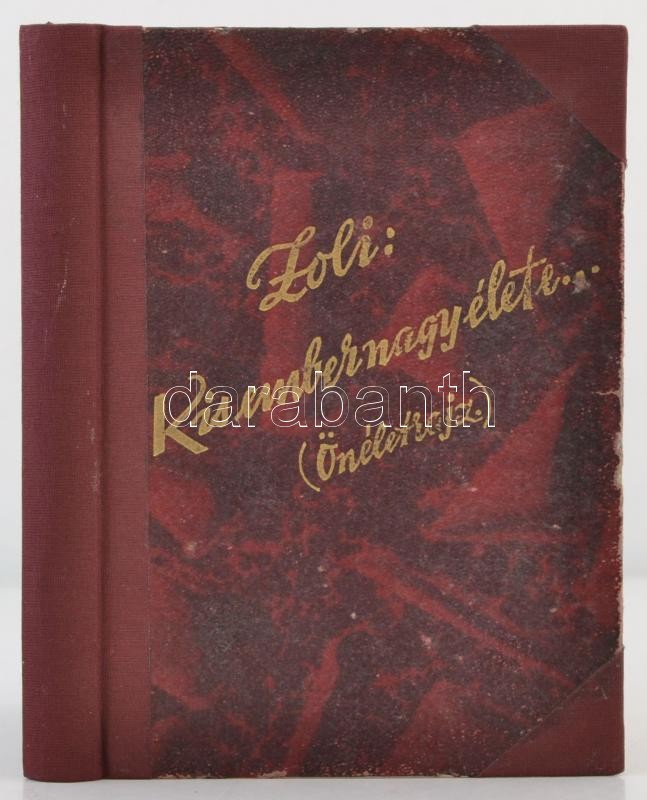 Zoli:
Kisember nagy élete...
darabanth
(Önéletrajz)